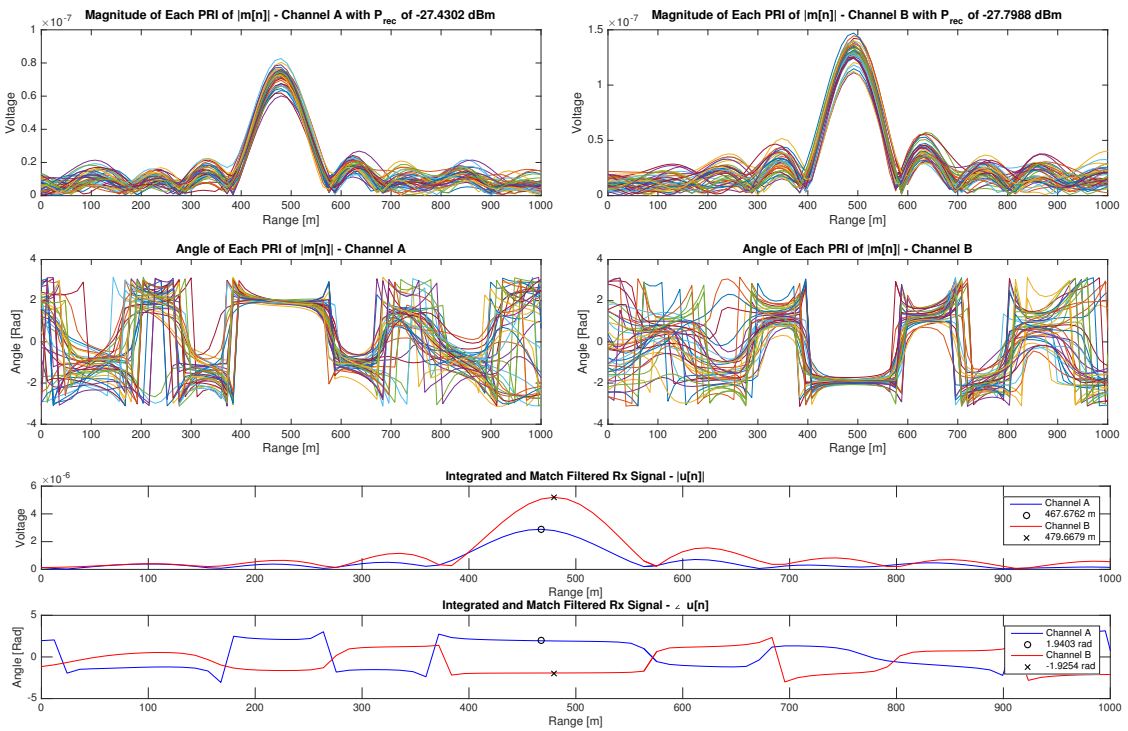 Magnitude of Each PRI of |m[n]| - Channel A with P_rec of -27.4302 dBm
×10^-7
1
0.8
0.6
0.4
0.2
0
Voltage
0 100 200 300 400 500 600 700 800 900 1000
Range [m]
Magnitude of Each PRI of |m[n]| - Channel B with P_rec of -27.7988 dBm
×10^-7
1.5
1
0.5
0
Voltage
0 100 200 300 400 500 600 700 800 900 1000
Range [m]
Angle of Each PRI of |m[n]| - Channel A
4
2
0
-2
-4
Angle [Rad]
0 100 200 300 400 500 600 700 800 900 1000
Range [m]
Angle of Each PRI of |m[n]| - Channel B
4
2
0
-2
-4
Angle [Rad]
0 100 200 300 400 500 600 700 800 900 1000
Range [m]
Integrated and Match Filtered Rx Signal - |u[n]|
×10^-6
6
4
2
0
Voltage
Channel A
467.6762 m
Channel B
479.6679 m
0 100 200 300 400 500 600 700 800 900 1000
Range [m]
Integrated and Match Filtered Rx Signal - ∠ u[n]
5
0
-5
Angle [Rad]
Channel A
1.9403 rad
Channel B
-1.9254 rad
0 100 200 300 400 500 600 700 800 900 1000
Range [m]